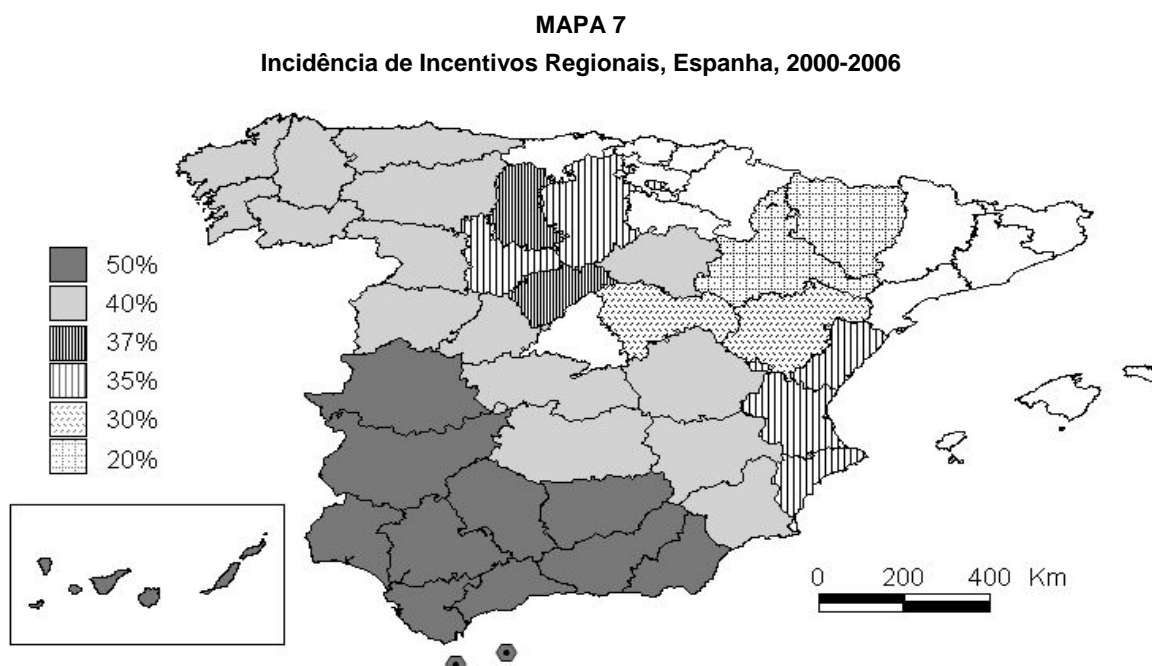 MAPA 7
Incidência de Incentivos Regionais, Espanha, 2000-2006
50%
40%
37%
35%
30%
20%
0 200 400 Km